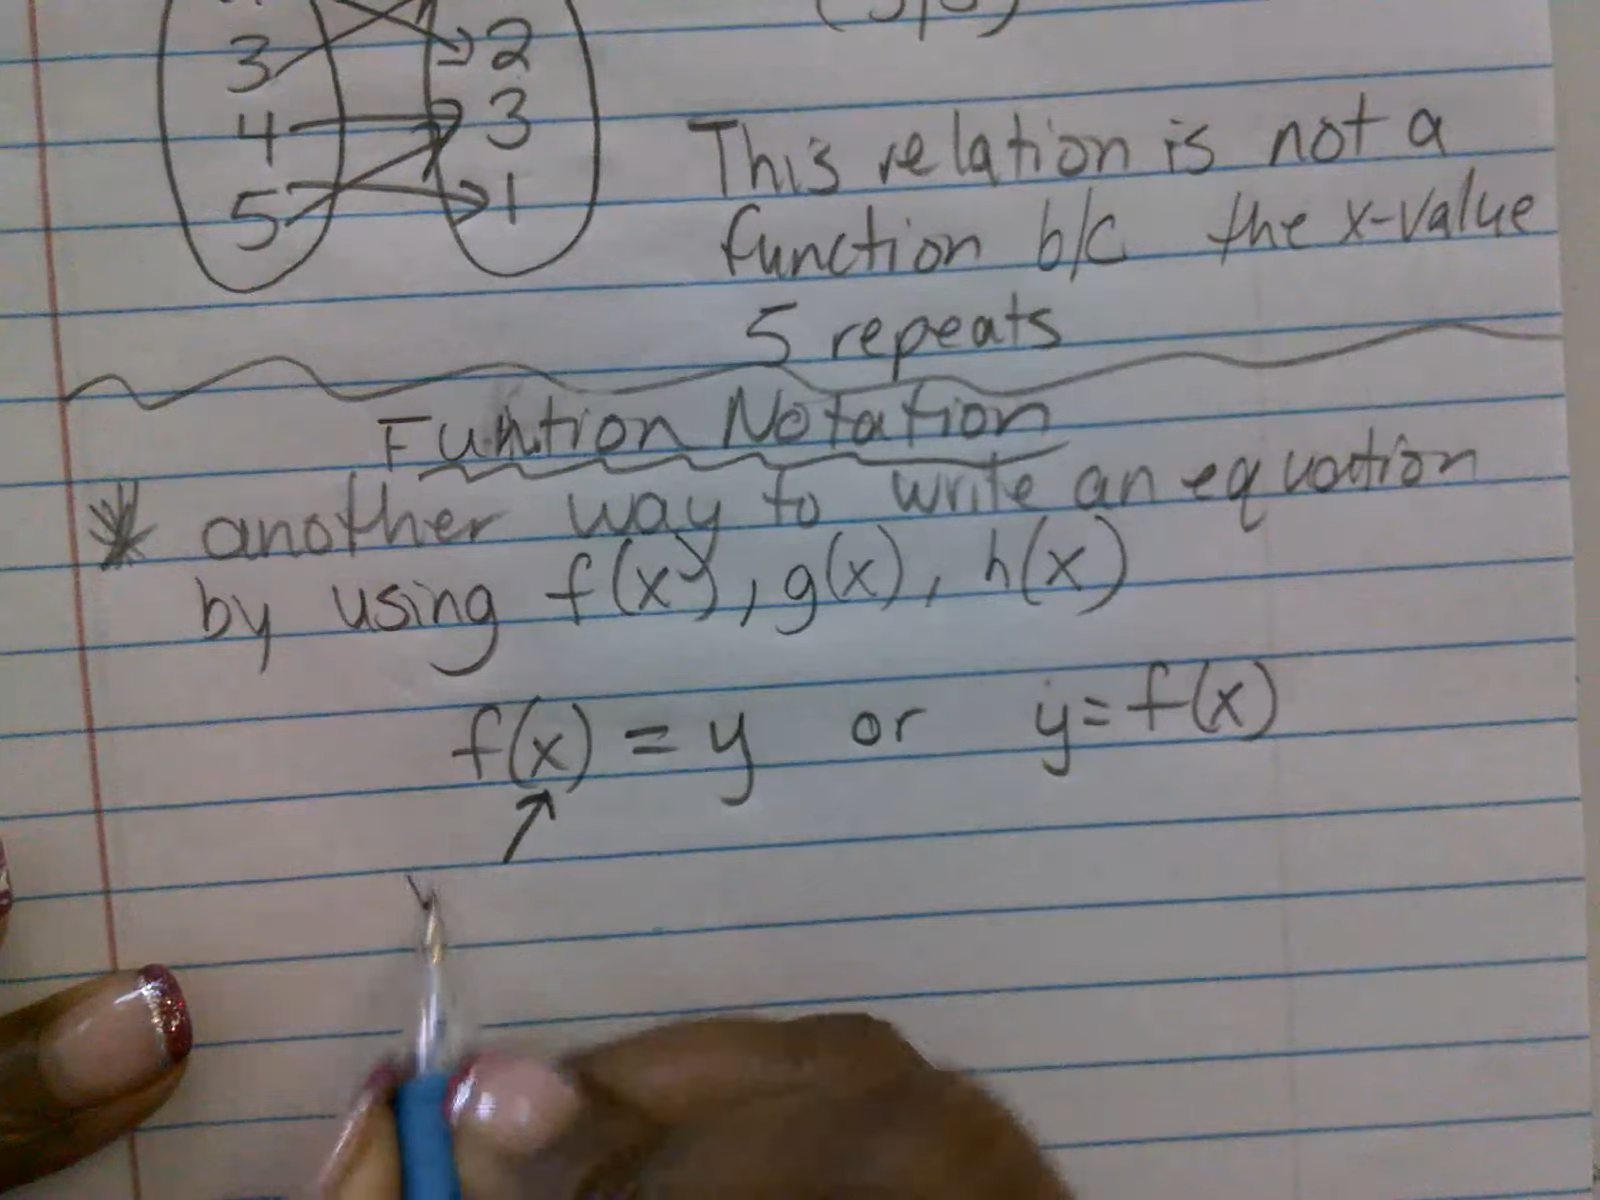 3 2
4 3
5 1
This relation is not a
function b/c the x-value
5 repeats
Funtion Notation
another way to write an equation
by using f(x), g(x), h(x)
f(x) = y or y = f(x)